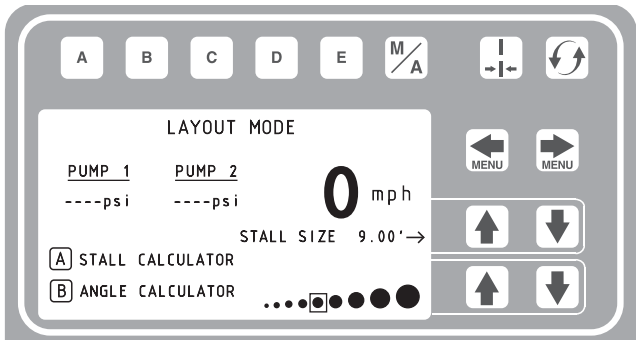 A B C D E M/A
LAYOUT MODE
MENU MENU
PUMP 1 PUMP 2
----psi ----psi 0 mph
STALL SIZE 9.00'→
A STALL CALCULATOR
B ANGLE CALCULATOR